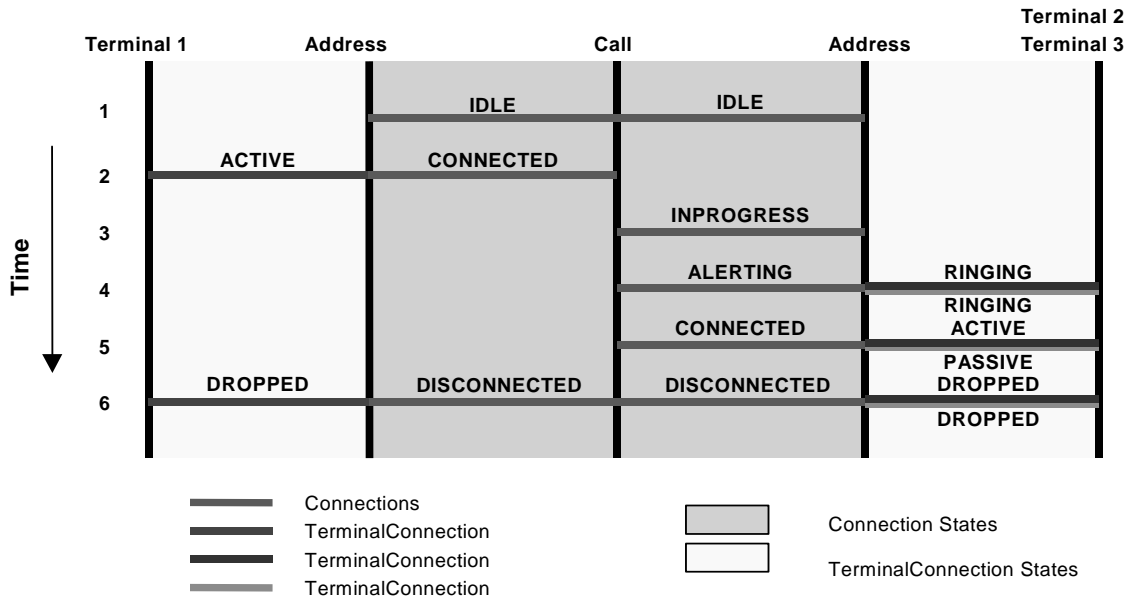 Terminal 2
Terminal 1 Address Call Address Terminal 3
IDLE IDLE
1
ACTIVE CONNECTED
2
INPROGRESS
3
ALERTING RINGING
4
RINGING
CONNECTED ACTIVE
5
PASSIVE
DROPPED DISCONNECTED DISCONNECTED DROPPED
6
DROPPED
Time
Connections
TerminalConnection
TerminalConnection
TerminalConnection
Connection States
TerminalConnection States